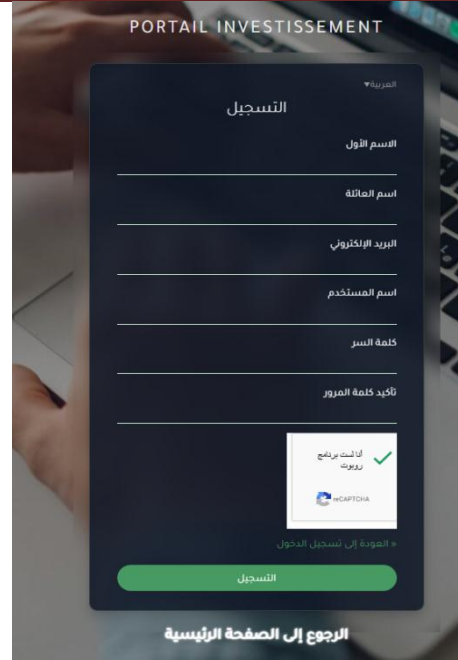 PORTAIL INVESTISSEMENT
العربية▼
التسجيل
الاسم الأول
اسم العائلة
البريد الإلكتروني
اسم المستخدم
كلمة السر
تأكيد كلمة المرور
أنا لست برنامج
روبوت
reCAPTCHA
« العودة إلى تسجيل الدخول
التسجيل
الرجوع إلى الصفحة الرئيسية